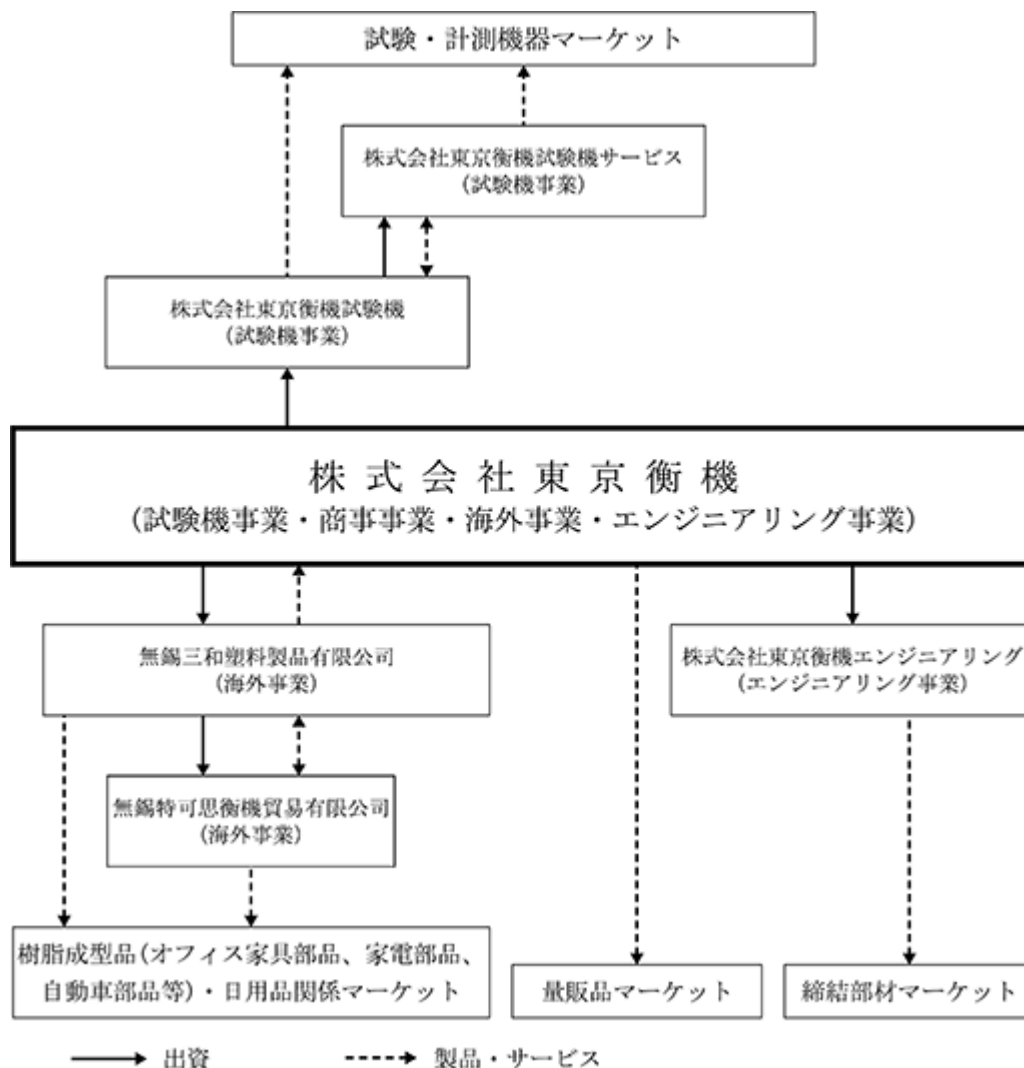 試験・計測機器マーケット
株式会社東京衡機試験機サービス
(試験機事業)
株式会社東京衡機試験機
(試験機事業)
株式会社東京衡機
(試験機事業・商事事業・海外事業・エンジニアリング事業)
無錫三和塑料製品有限公司
(海外事業)
株式会社東京衡機エンジニアリング
(エンジニアリング事業)
無錫特可思衡機貿易有限公司
(海外事業)
樹脂成型品(オフィス家具部品、家電部品、
自動車部品等)・日用品関係マーケット
量販品マーケット
締結部材マーケット
出資
製品・サービス